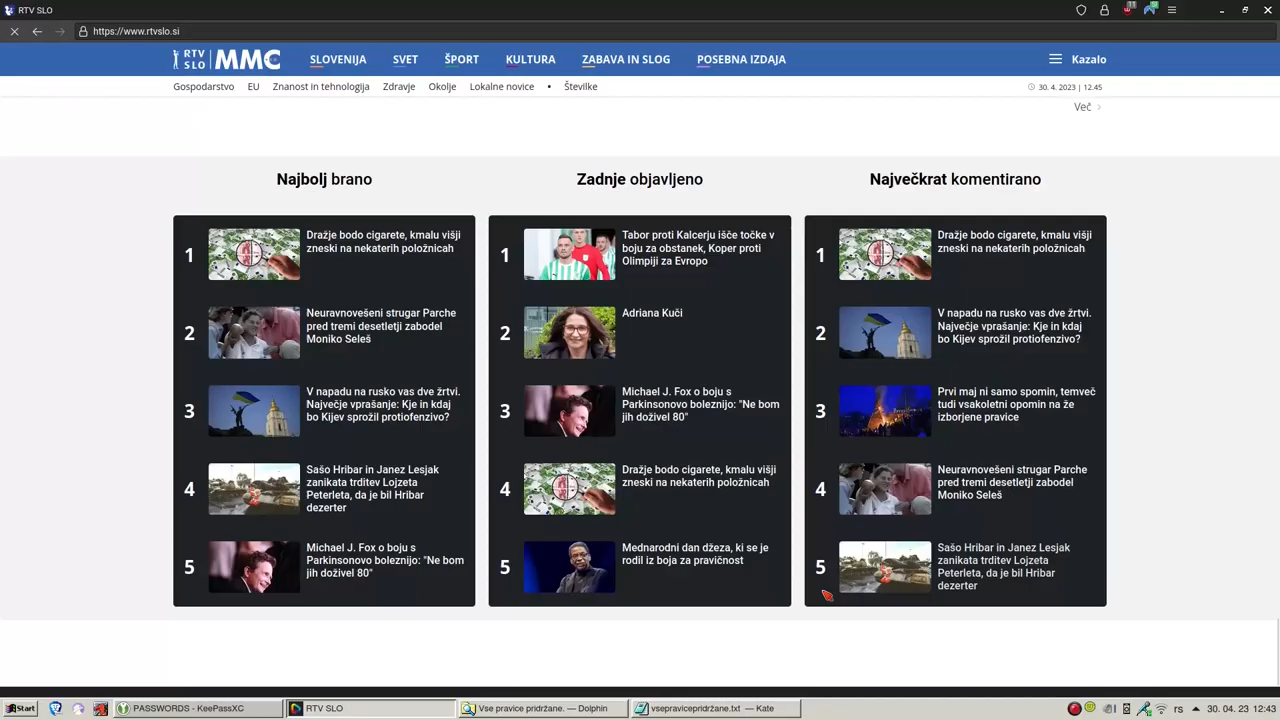 RTV SLO
https://www.rtvslo.si
RTV SLO MMC
SLOVENIJA
SVET
ŠPORT
KULTURA
ZABAVA IN SLOG
POSEBNA IZDAJA
Kazalo
Gospodarstvo
EU
Znanost in tehnologija
Zdravje
Okolje
Lokalne novice
•
Številke
30. 4. 2023 | 12.45
Več
Najbolj brano
1
Dražje bodo cigarete, kmalu višji
zneski na nekaterih položnicah
2
Neuravnovešeni strugar Parche
pred tremi desetletji zabodel
Moniko Seleš
3
V napadu na rusko vas dve žrtvi.
Največje vprašanje: Kje in kdaj
bo Kijev sprožil protiofenzivo?
4
Sašo Hribar in Janez Lesjak
zanikata trditev Lojzeta
Peterleta, da je bil Hribar
dezerter
5
Michael J. Fox o boju s
Parkinsonovo boleznijo: "Ne bom
jih doživel 80"
Zadnje objavljeno
1
Tabor proti Kalcerju išče točke v
boju za obstanek, Koper proti
Olimpiji za Evropo
2
Adriana Kuči
3
Michael J. Fox o boju s
Parkinsonovo boleznijo: "Ne bom
jih doživel 80"
4
Dražje bodo cigarete, kmalu višji
zneski na nekaterih položnicah
5
Mednarodni dan džeza, ki se je
rodil iz boja za pravičnost
Največkrat komentirano
1
Dražje bodo cigarete, kmalu višji
zneski na nekaterih položnicah
2
V napadu na rusko vas dve žrtvi.
Največje vprašanje: Kje in kdaj
bo Kijev sprožil protiofenzivo?
3
Prvi maj ni samo spomin, temveč
tudi vsakoletni opomin na že
izborjene pravice
4
Neuravnovešeni strugar Parche
pred tremi desetletji zabodel
Moniko Seleš
5
Sašo Hribar in Janez Lesjak
zanikata trditev Lojzeta
Peterleta, da je bil Hribar
dezerter
Start
PASSWORDS - KeePassXC
RTV SLO
Vse pravice pridržane. — Dolphin
vsepravicepridržane.txt — Kate
rs
30. 04. 23
12:43